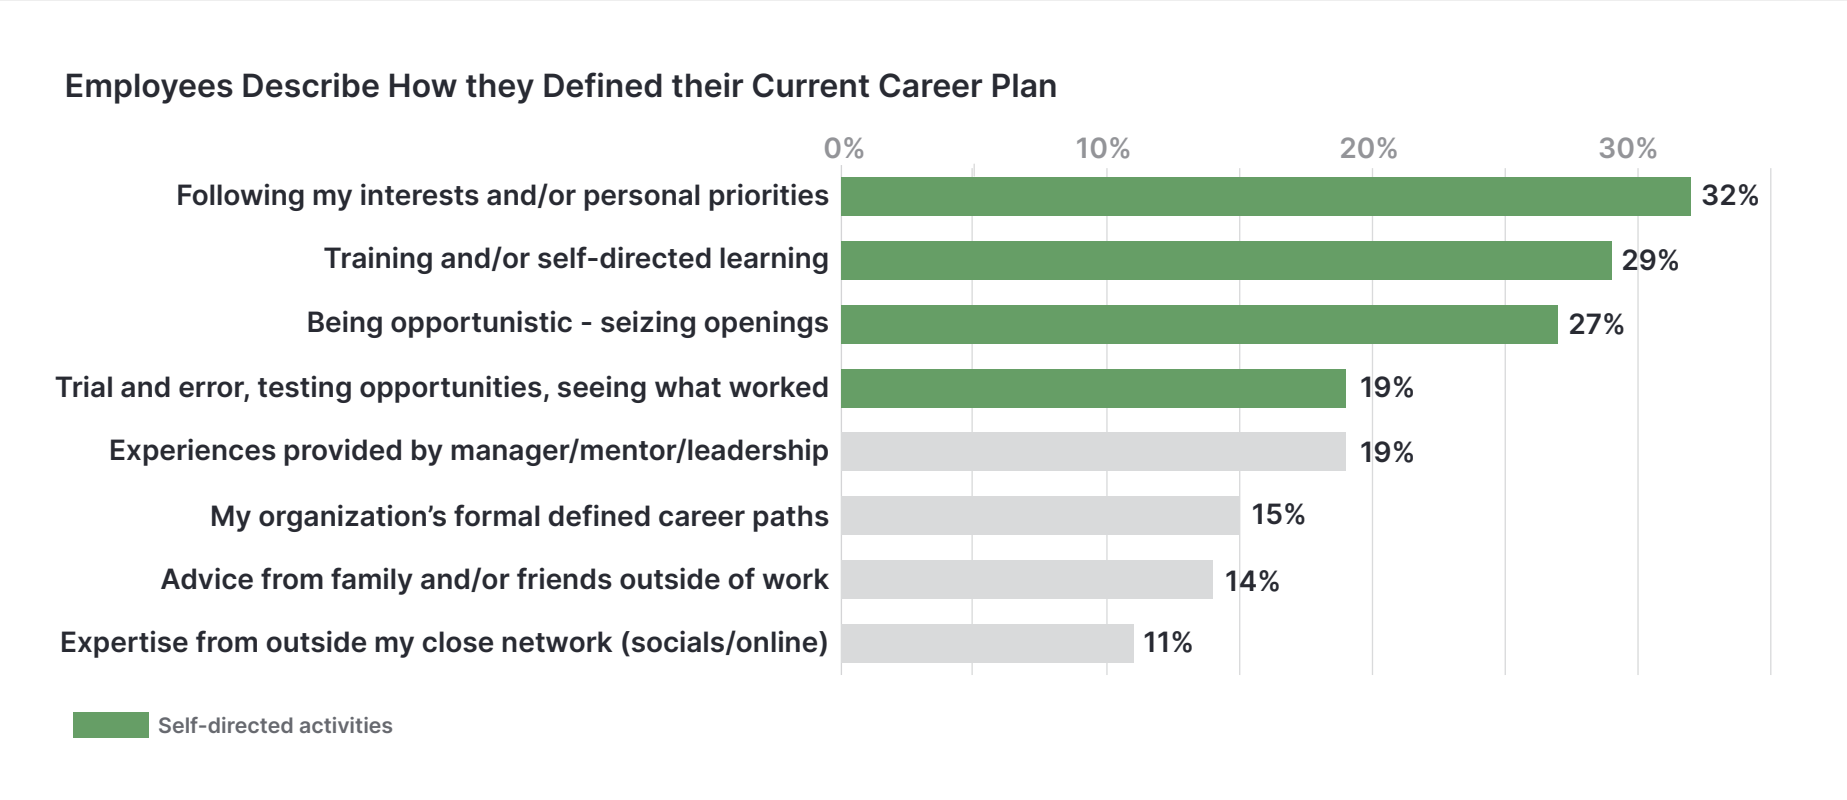 Employees Describe How they Defined their Current Career Plan
0% 10% 20% 30%
Following my interests and/or personal priorities 32%
Training and/or self-directed learning 29%
Being opportunistic - seizing openings 27%
Trial and error, testing opportunities, seeing what worked 19%
Experiences provided by manager/mentor/leadership 19%
My organization’s formal defined career paths 15%
Advice from family and/or friends outside of work 14%
Expertise from outside my close network (socials/online) 11%
Self-directed activities